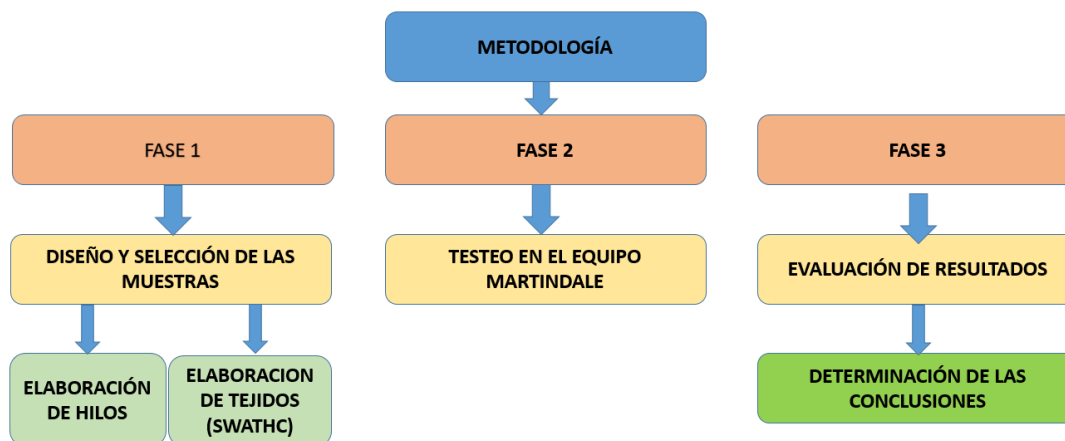 METODOLOGÍA
FASE 1
FASE 2
FASE 3
DISEÑO Y SELECCIÓN DE LAS
MUESTRAS
TESTEO EN EL EQUIPO
MARTINDALE
EVALUACIÓN DE RESULTADOS
ELABORACIÓN
DE HILOS
ELABORACION
DE TEJIDOS
(SWATHC)
DETERMINACIÓN DE LAS
CONCLUSIONES